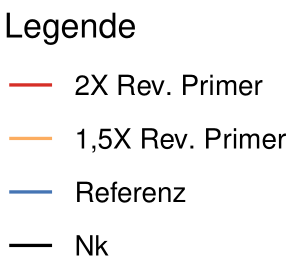 Legende
2X Rev. Primer
1,5X Rev. Primer
Referenz
Nk